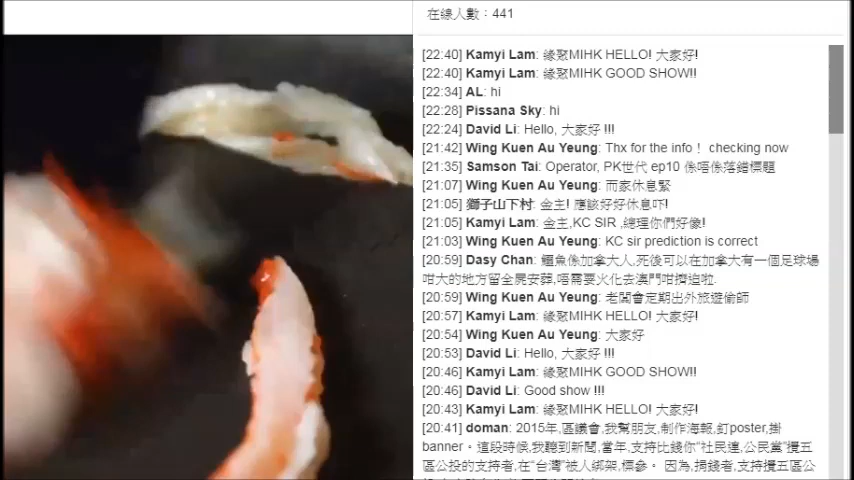 在線人數：441
[22:40] Kamyi Lam: 緣聚MIHK HELLO! 大家好!
[22:40] Kamyi Lam: 緣聚MIHK GOOD SHOW!!
[22:34] AL: hi
[22:28] Pissana Sky: hi
[22:24] David Li: Hello, 大家好 !!!
[21:42] Wing Kuen Au Yeung: Thx for the info！ checking now
[21:35] Samson Tai: Operator, PK世代 ep10 係唔係落錯標題
[21:07] Wing Kuen Au Yeung: 而家休息緊
[21:05] 獅子山下村: 金主! 應該好好休息吓!
[21:05] Kamyi Lam: 金主,KC SIR ,總理你們好像!
[21:03] Wing Kuen Au Yeung: KC sir prediction is correct
[20:59] Dasy Chan: 鱷魚係加拿大人,死後可以在加拿大有一個足球場
咁大的地方留全屍安葬,唔需要火化去澳門咁擠迫啦.
[20:59] Wing Kuen Au Yeung: 老闆會定期出外旅遊偷師
[20:57] Kamyi Lam: 緣聚MIHK HELLO! 大家好!
[20:54] Wing Kuen Au Yeung: 大家好
[20:53] David Li: Hello, 大家好 !!!
[20:46] Kamyi Lam: 緣聚MIHK GOOD SHOW!!
[20:46] David Li: Good show !!!
[20:43] Kamyi Lam: 緣聚MIHK HELLO! 大家好!
[20:41] doman: 2015年,區議會,我幫朋友,制作海報,釘poster,掛
banner。這段時候,我聽到新聞,當年,支持比錢你“社民連,公民黨”攪五
區公投的支持者,在“台灣”被人綁架,標參。 因為,捐錢者,支持攪五區公